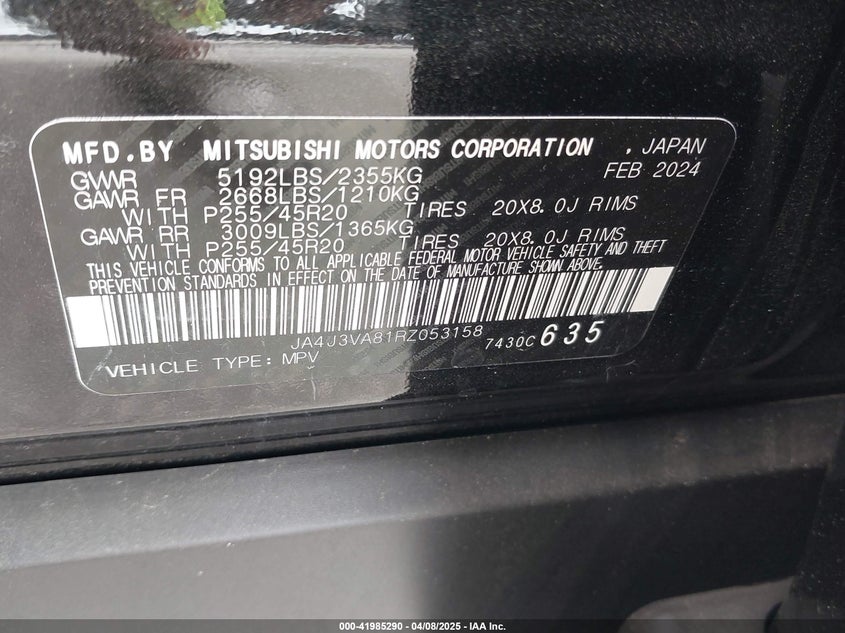 MFD.BY MITSUBISHI MOTORS CORPORATION , JAPAN
GVWR 5192LBS/2355KG FEB 2024
GAWR FR 2668LBS/1210KG
WITH P255/45R20 TIRES 20X8.0J RIMS
GAWR RR 3009LBS/1365KG
WITH P255/45R20 TIRES 20X8.0J RIMS
THIS VEHICLE CONFORMS TO ALL APPLICABLE FEDERAL MOTOR VEHICLE SAFETY AND THEFT
PREVENTION STANDARDS IN EFFECT ON THE DATE OF MANUFACTURE SHOWN ABOVE.
JA4J3VA81RZ053158 7430C 635
VEHICLE TYPE: MPV
000-41985290 - 04/08/2025 - IAA Inc.